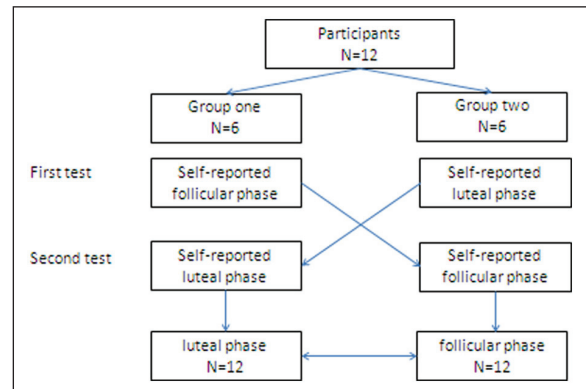 Participants
N=12
Group one
N=6
Group two
N=6
First test
Self-reported
follicular phase
Self-reported
luteal phase
Second test
Self-reported
luteal phase
Self-reported
follicular phase
luteal phase
N=12
follicular phase
N=12